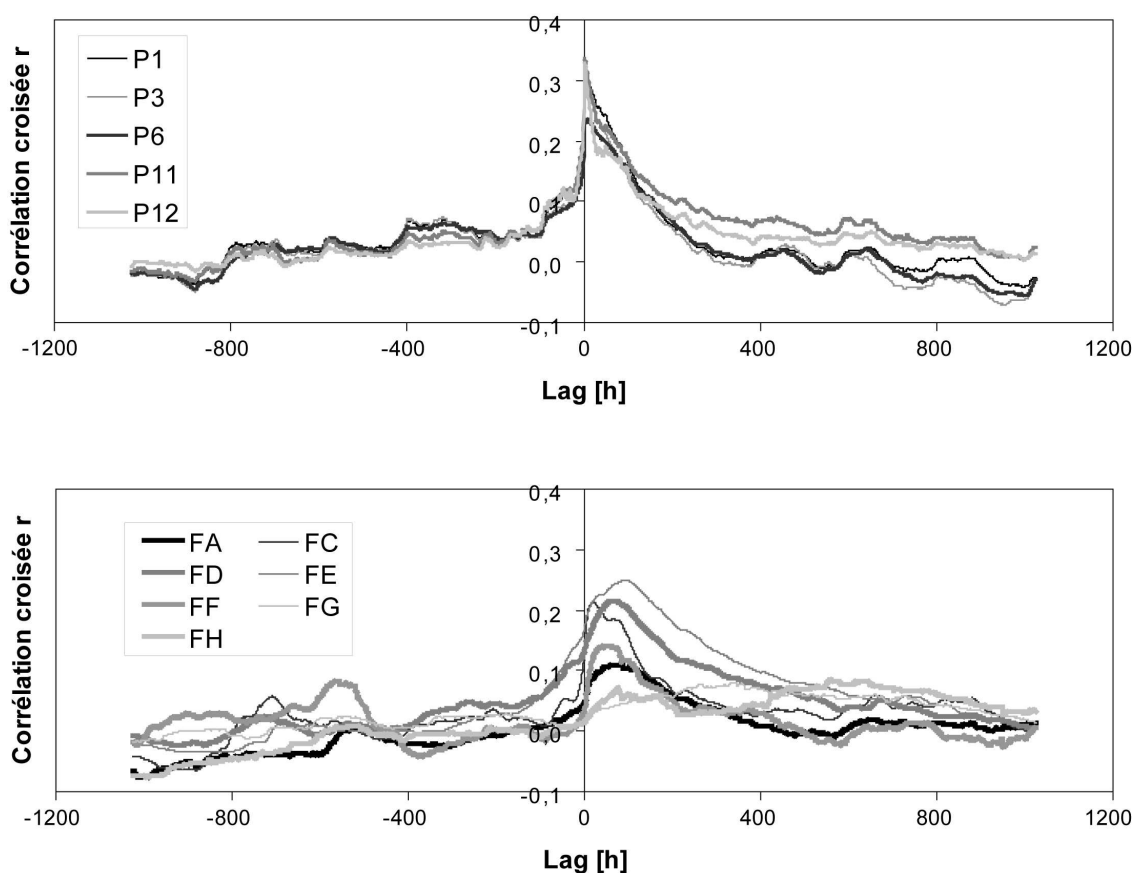 0,4
P1
P3
P6
P11
P12
0,3
0,2
0,1
0,0
-0,1
Corrélation croisée r
-1200 -800 -400 0 400 800 1200
Lag [h]
0,4
FA FC
FD FE
FF FG
FH
0,3
0,2
0,1
0,0
-0,1
Corrélation croisée r
-1200 -800 -400 0 400 800 1200
Lag [h]